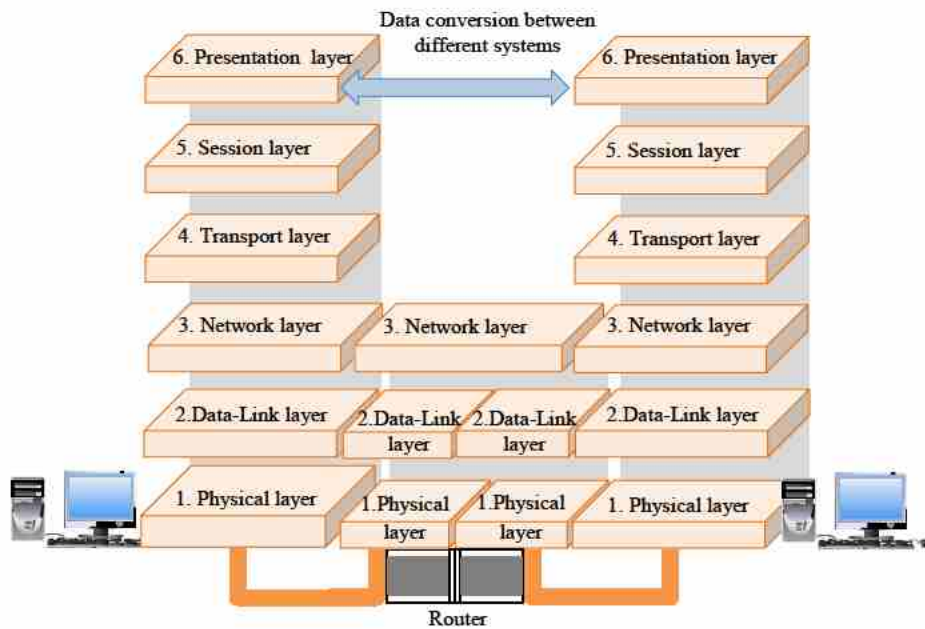 Data conversion between
different systems
6. Presentation layer
6. Presentation layer
5. Session layer
5. Session layer
4. Transport layer
4. Transport layer
3. Network layer
3. Network layer
3. Network layer
2.Data-Link layer
2.Data-Link
layer
2.Data-Link
layer
2.Data-Link layer
1. Physical layer
1.Physical
layer
1.Physical
layer
1. Physical layer
Router